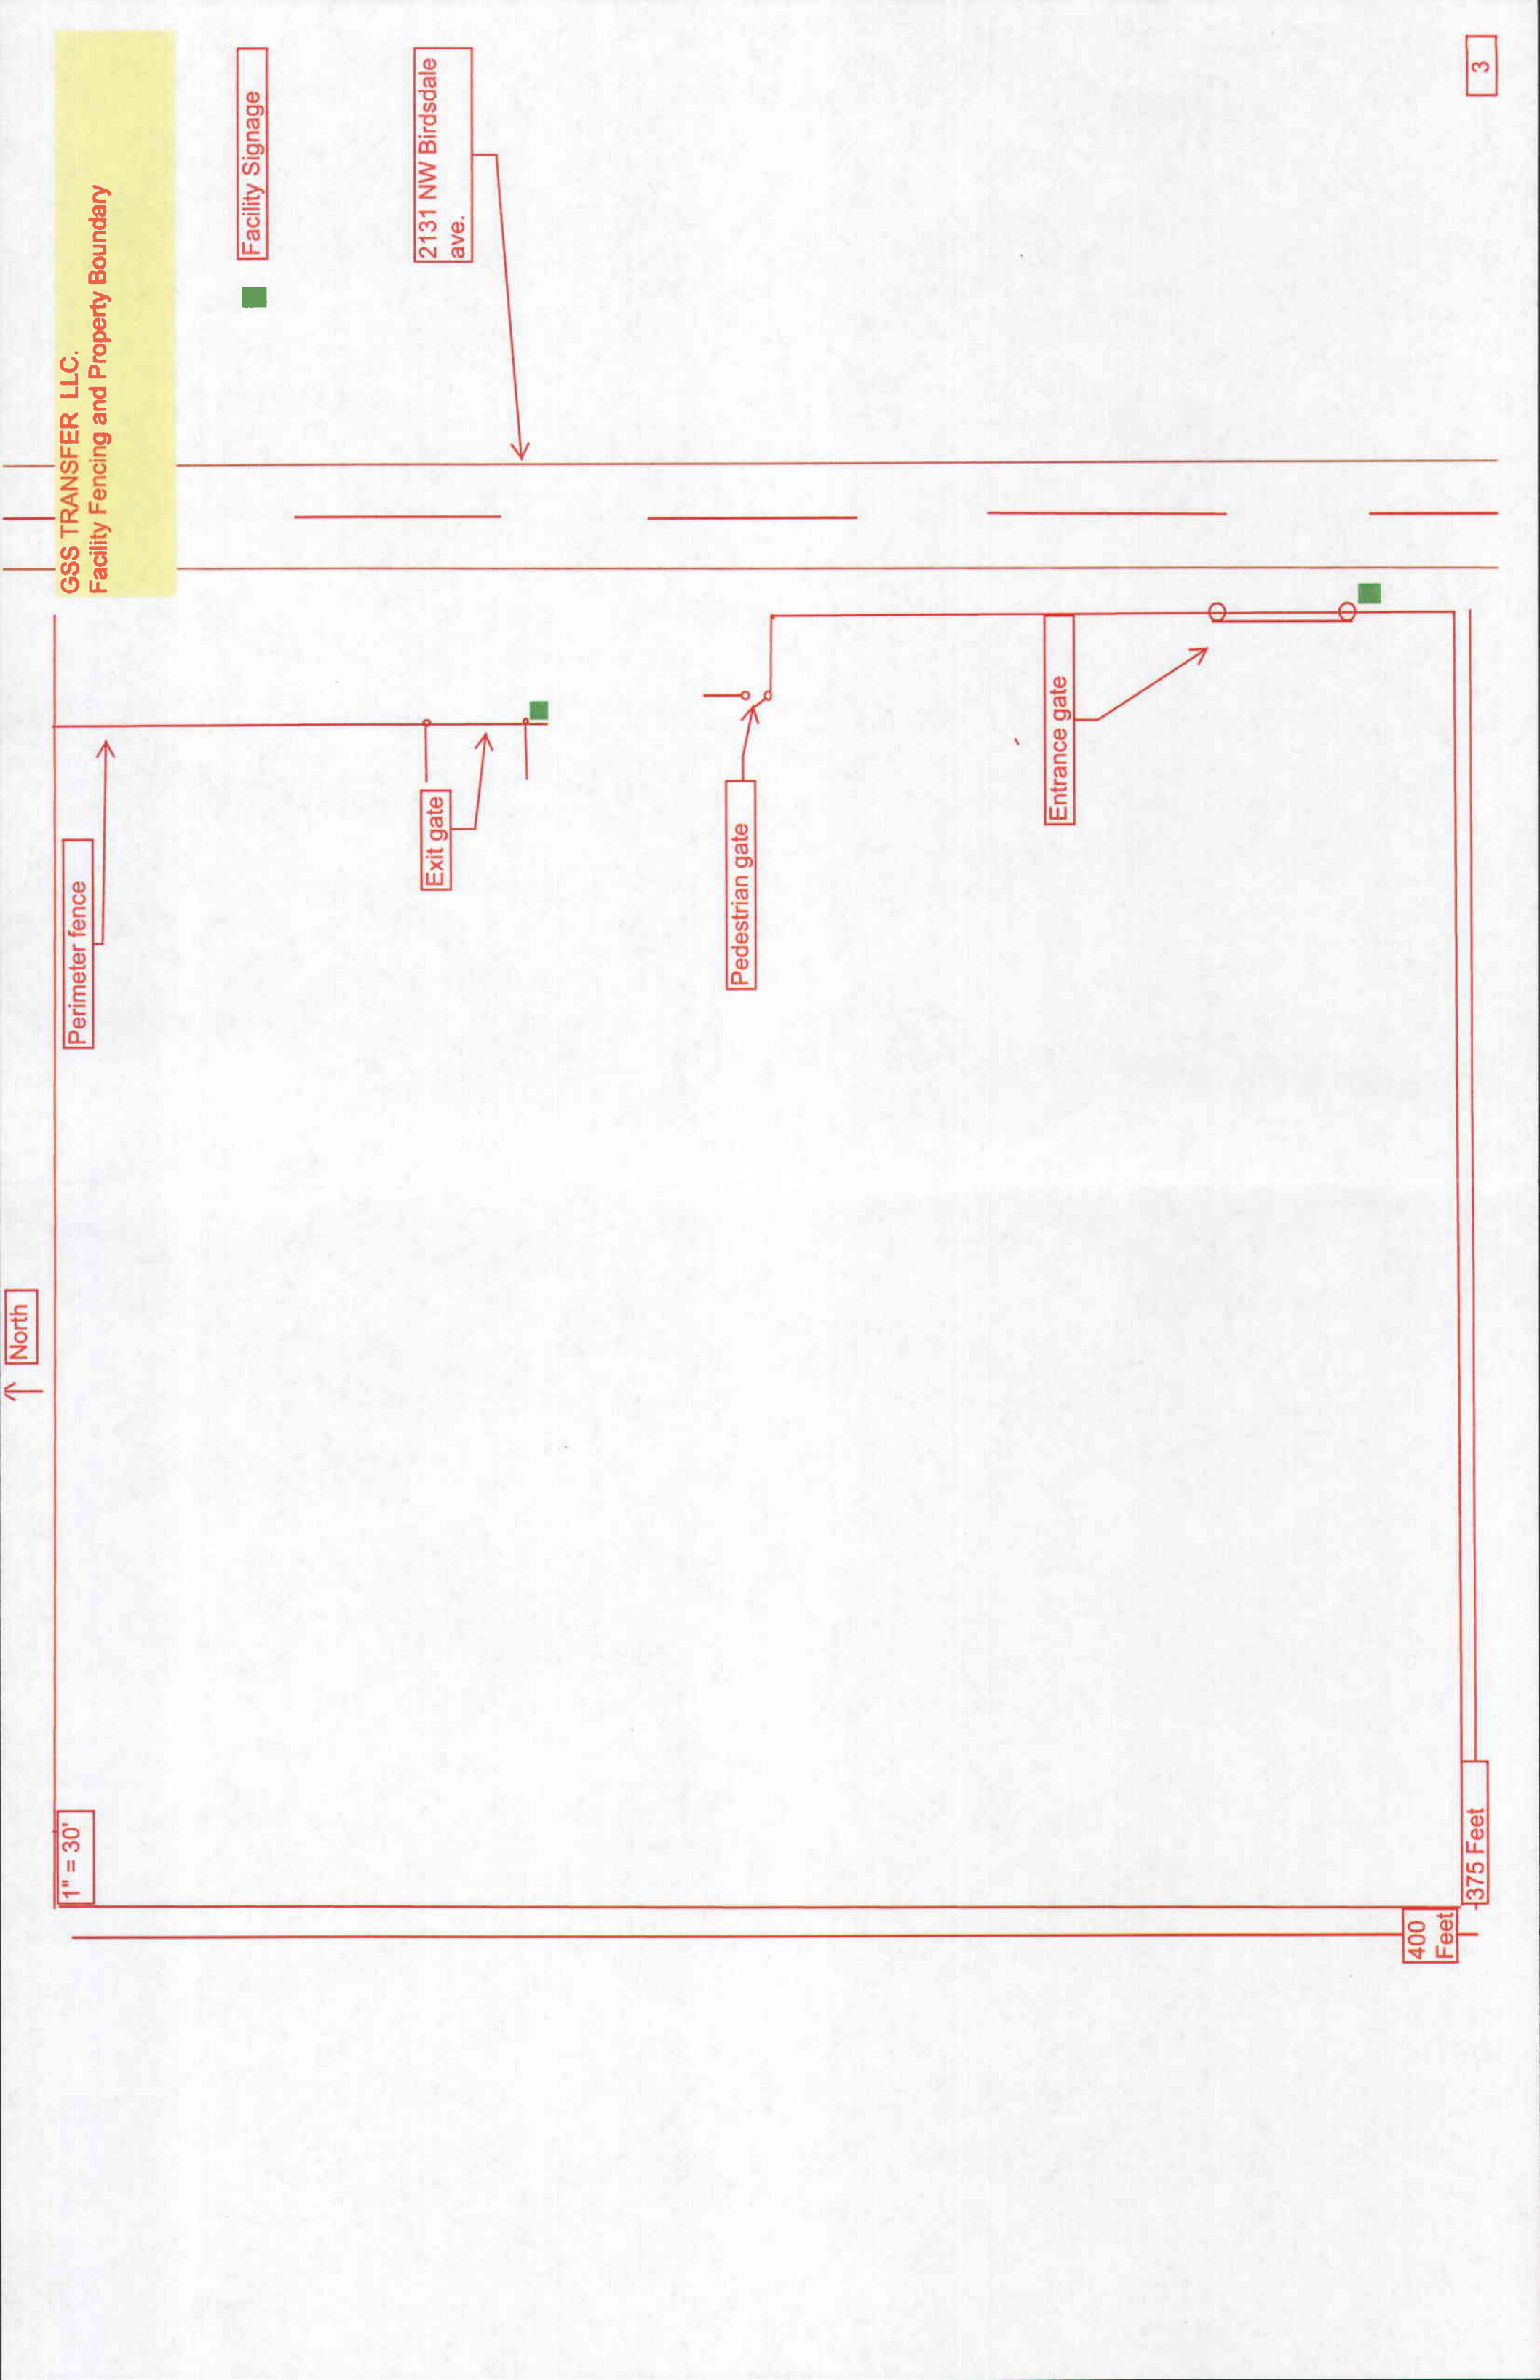 GSS TRANSFER LLC.
Facility Fencing and Property Boundary
Facility Signage
2131 NW Birdsdale
ave.
North
1" = 30'
Perimeter fence
Exit gate
Pedestrian gate
Entrance gate
400
Feet
375 Feet
3